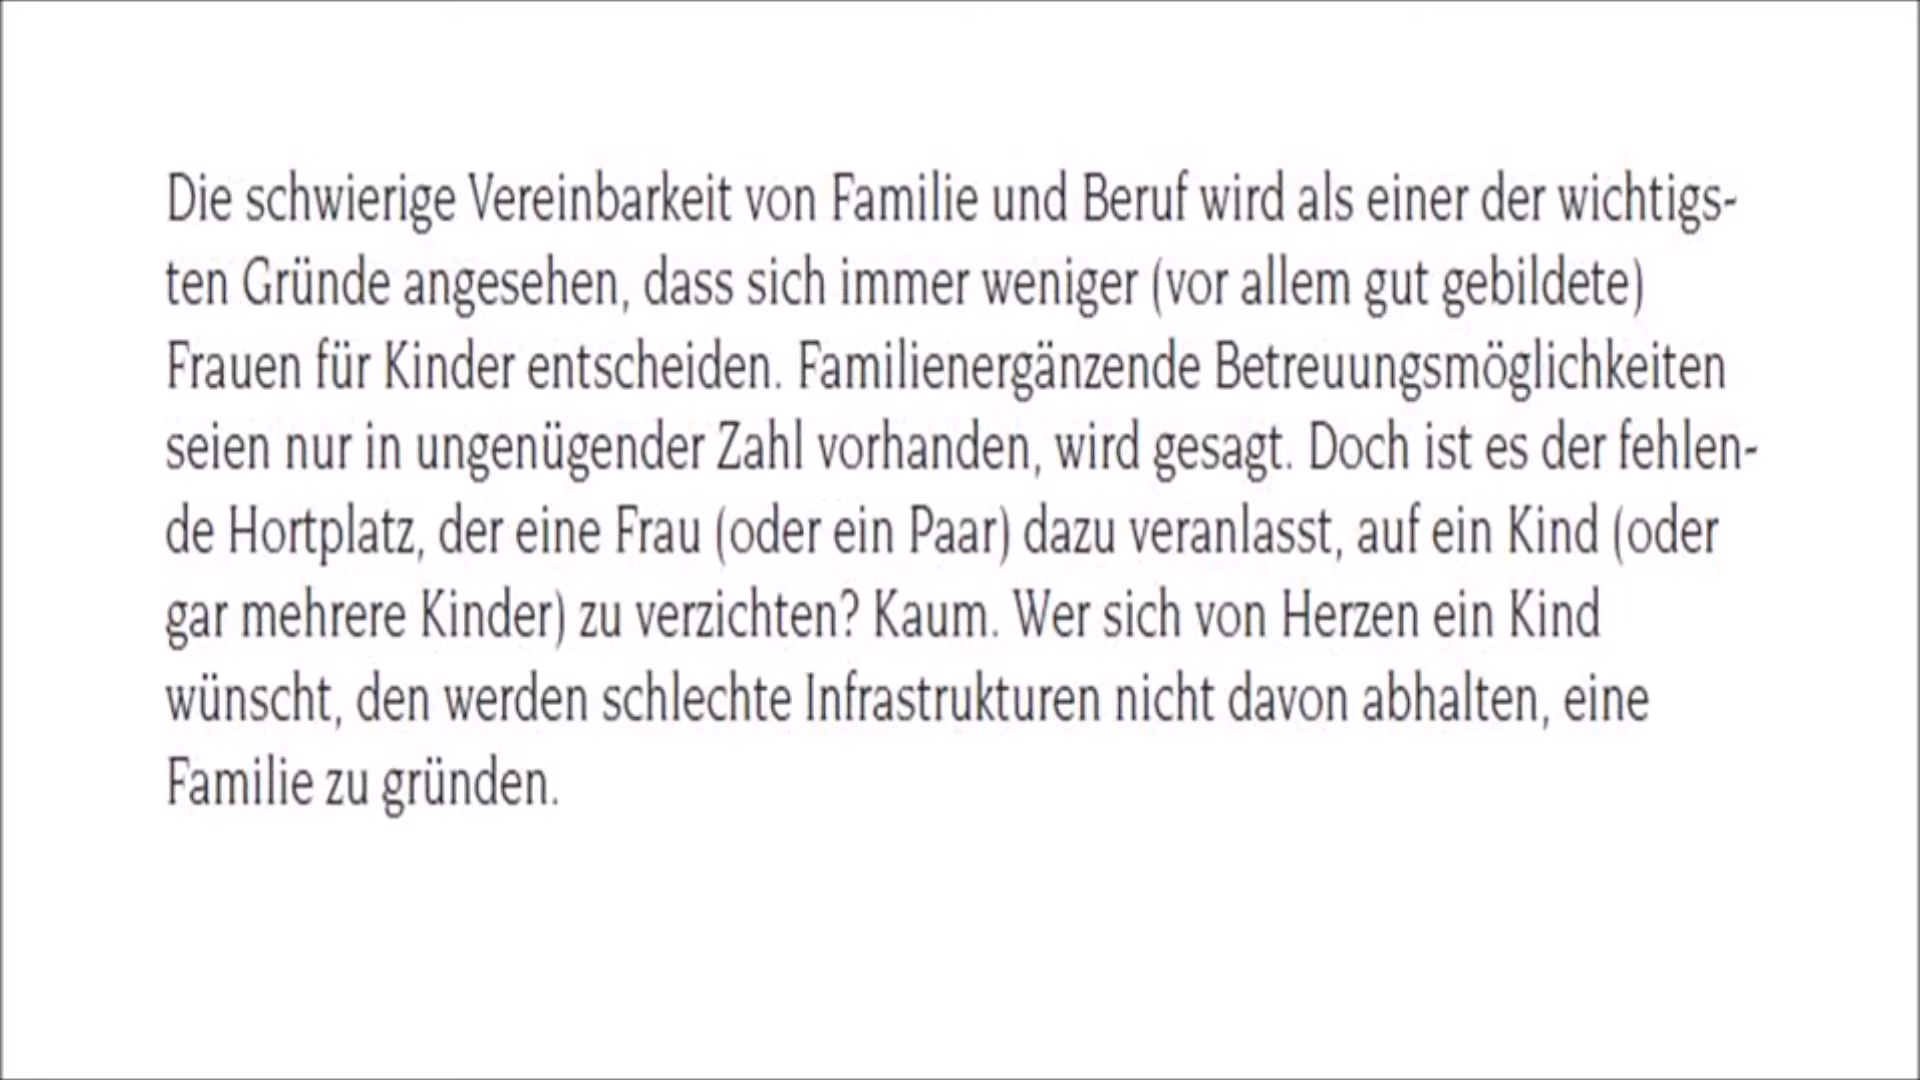 Die schwierige Vereinbarkeit von Familie und Beruf wird als einer der wichtigs-
ten Gründe angesehen, dass sich immer weniger (vor allem gut gebildete)
Frauen für Kinder entscheiden. Familienergänzende Betreuungsmöglichkeiten
seien nur in ungenügender Zahl vorhanden, wird gesagt. Doch ist es der fehlen-
de Hortplatz, der eine Frau (oder ein Paar) dazu veranlasst, auf ein Kind (oder
gar mehrere Kinder) zu verzichten? Kaum. Wer sich von Herzen ein Kind
wünscht, den werden schlechte Infrastrukturen nicht davon abhalten, eine
Familie zu gründen.